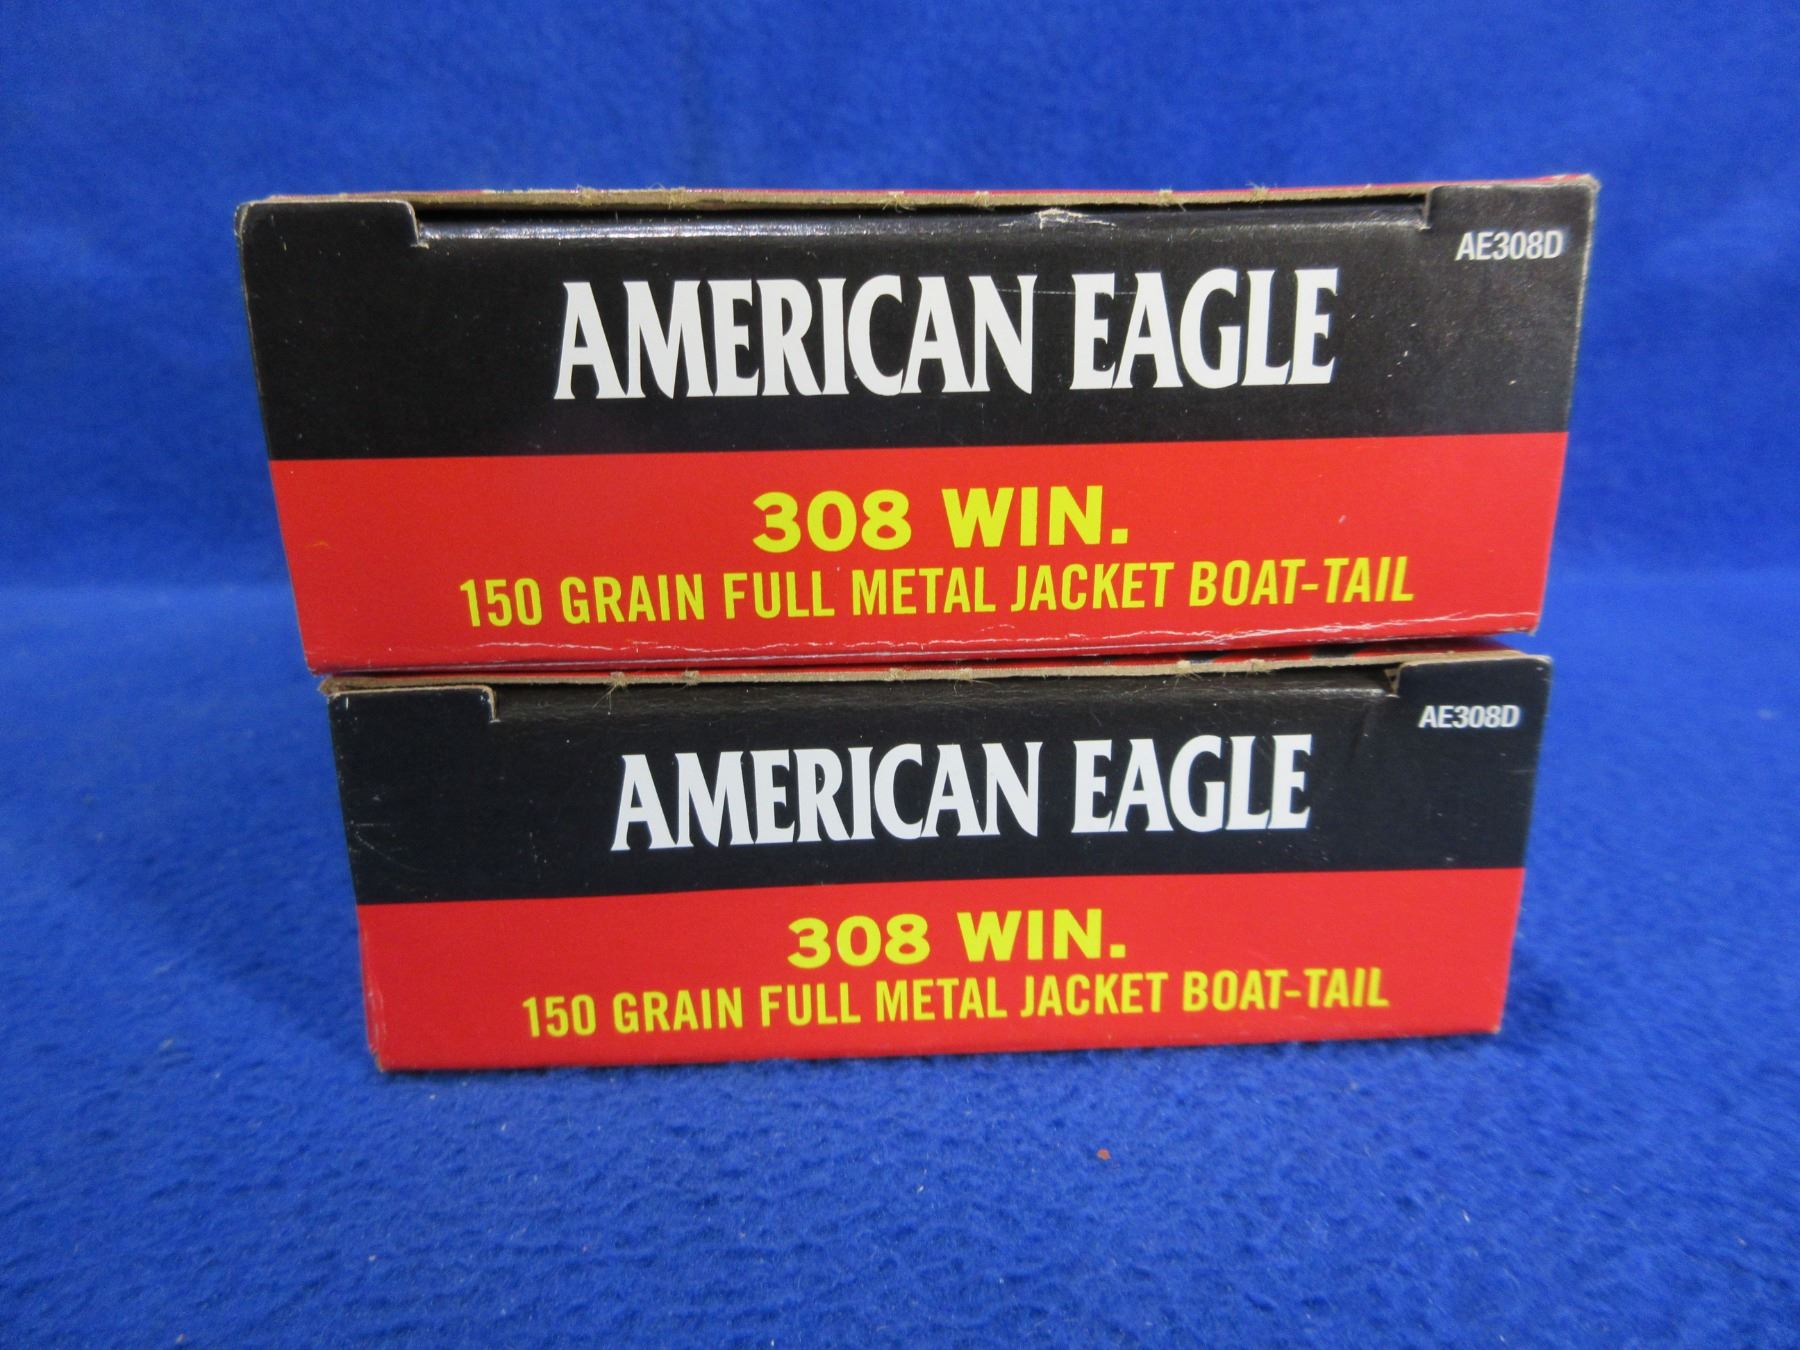 AE308D
AMERICAN EAGLE
308 WIN.
150 GRAIN FULL METAL JACKET BOAT-TAIL
AE308D
AMERICAN EAGLE
308 WIN.
150 GRAIN FULL METAL JACKET BOAT-TAIL